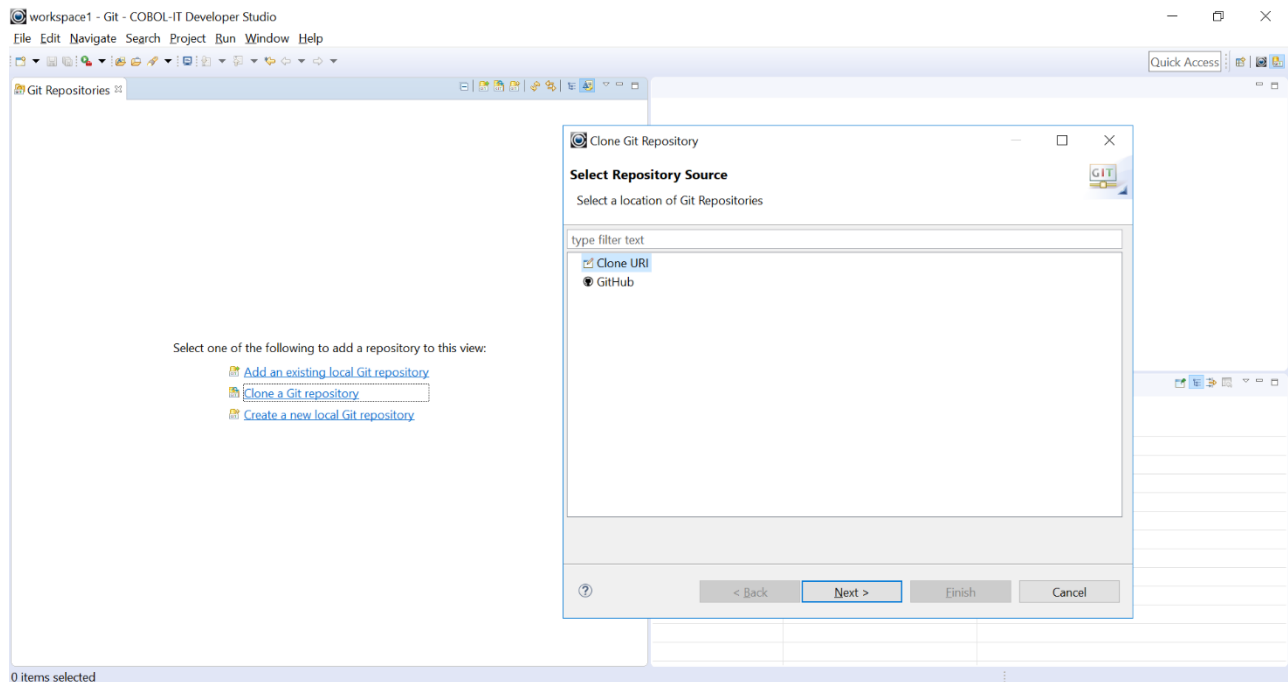 workspace1 - Git - COBOL-IT Developer Studio
File Edit Navigate Search Project Run Window Help
Quick Access
Git Repositories
Clone Git Repository
Select Repository Source
GIT
Select a location of Git Repositories
type filter text
Clone URI
GitHub
Select one of the following to add a repository to this view:
Add an existing local Git repository
Clone a Git repository
Create a new local Git repository
? < Back Next > Finish Cancel
0 items selected